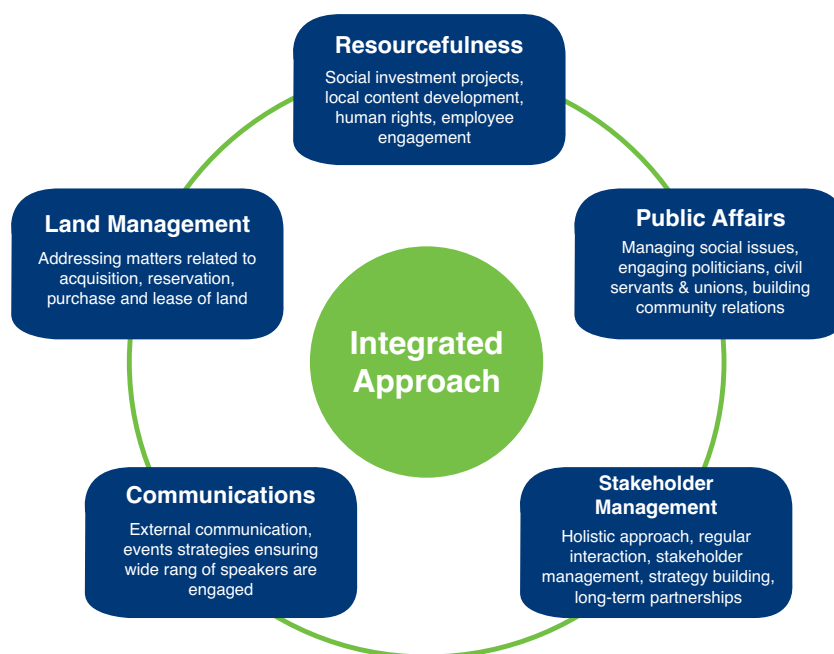 Resourcefulness
Social investment projects,
local content development,
human rights, employee
engagement
Land Management
Addressing matters related to
acquisition, reservation,
purchase and lease of land
Public Affairs
Managing social issues,
engaging politicians, civil
servants & unions, building
community relations
Integrated
Approach
Communications
External communication,
events strategies ensuring
wide rang of speakers are
engaged
Stakeholder
Management
Holistic approach, regular
interaction, stakeholder
management, strategy building,
long-term partnerships